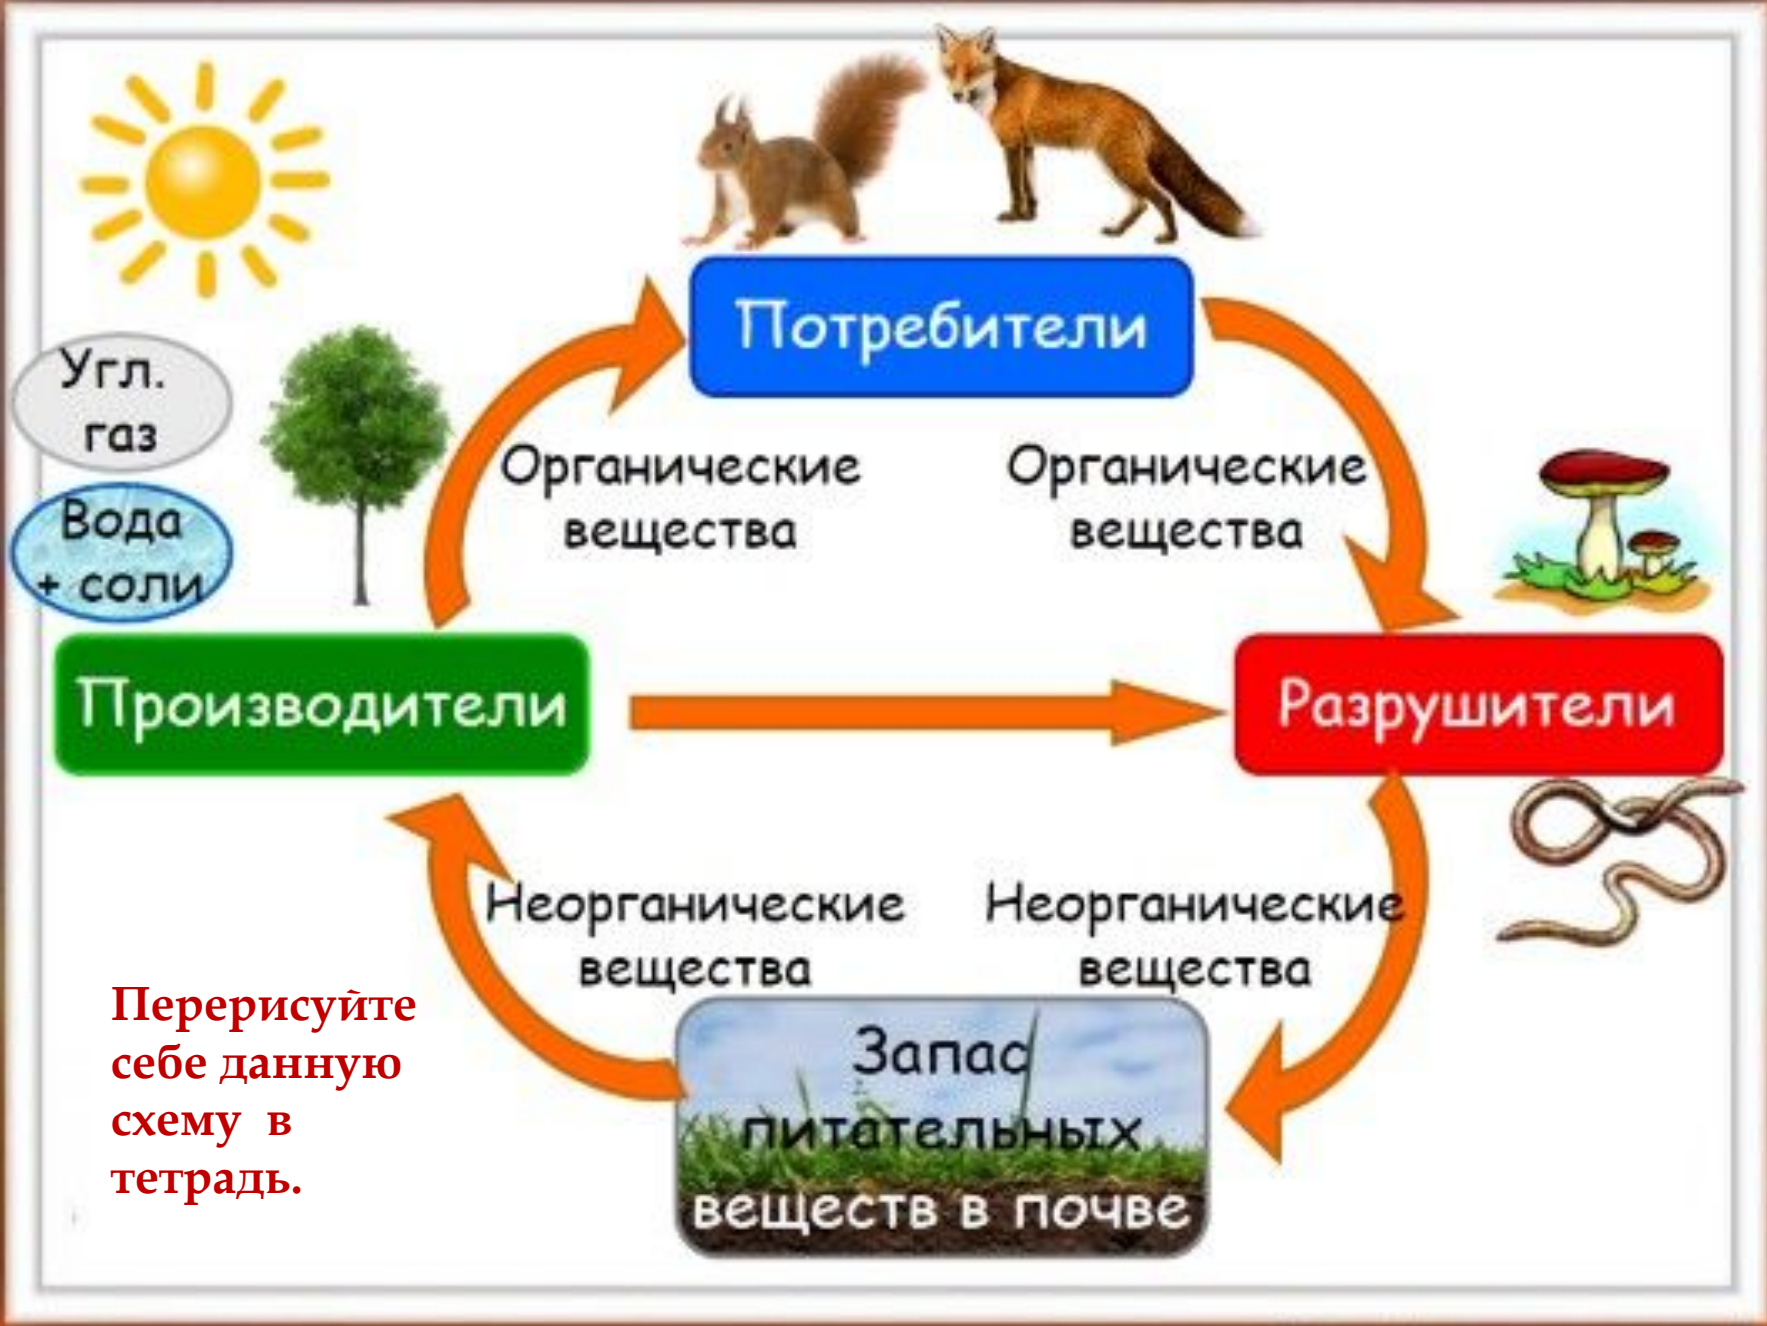 Потребители
Угл.
газ
Вода
+ соли
Органические
вещества
Органические
вещества
Производители
Разрушители
Неорганические
вещества
Неорганические
вещества
Перерисуйте
себе данную
схему в
тетрадь.
Запас
питательных
веществ в почве